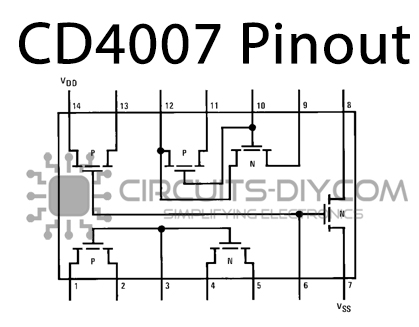 CD4007 Pinout
VDD
14 13 12 11 10 9 8
P P N
CIRCUITS-DIY.COM
SIMPLIFYING ELECTRONICS
N
P N
1 2 3 4 5 6 7
VSS